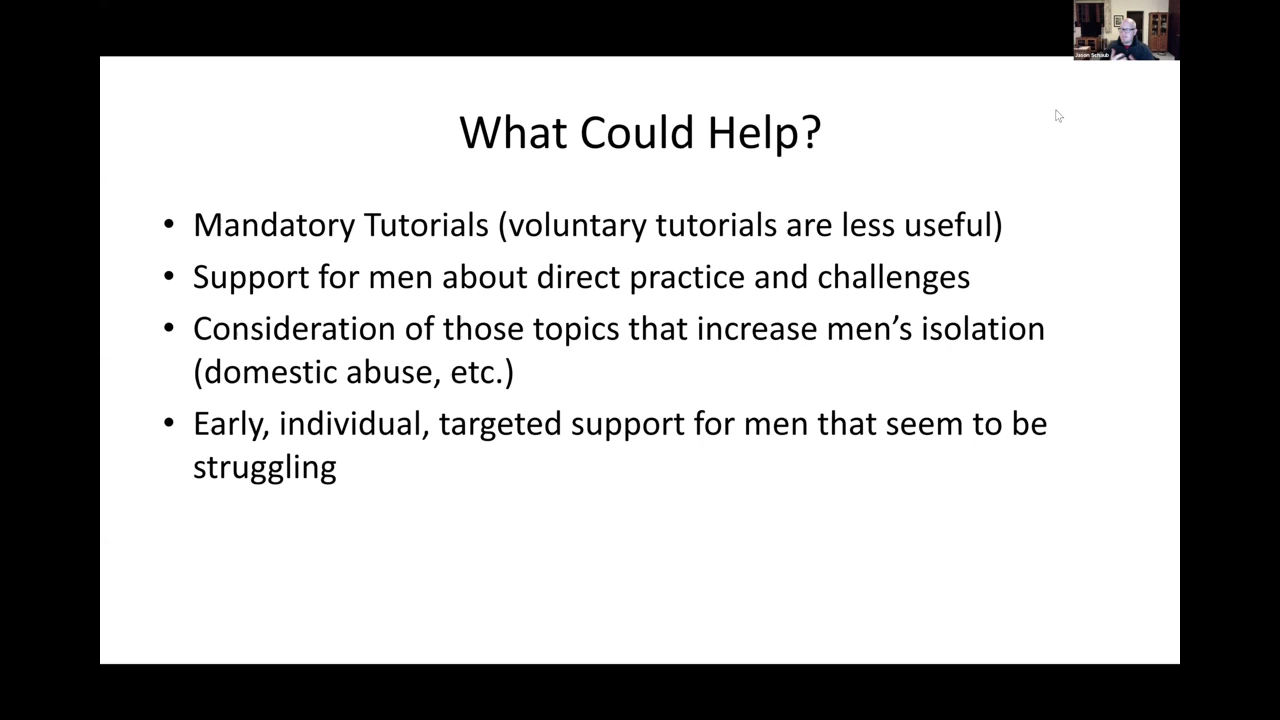 Jason Schaub
What Could Help?
• Mandatory Tutorials (voluntary tutorials are less useful)
• Support for men about direct practice and challenges
• Consideration of those topics that increase men’s isolation
(domestic abuse, etc.)
• Early, individual, targeted support for men that seem to be
struggling